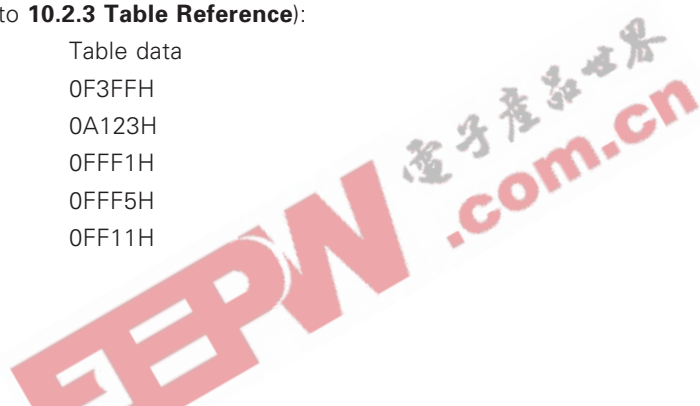 to 10.2.3 Table Reference):
Table data
0F3FFH
0A123H
0FFF1H
0FFF5H
0FF11H
EEPW 电子产品世界
.com.cn